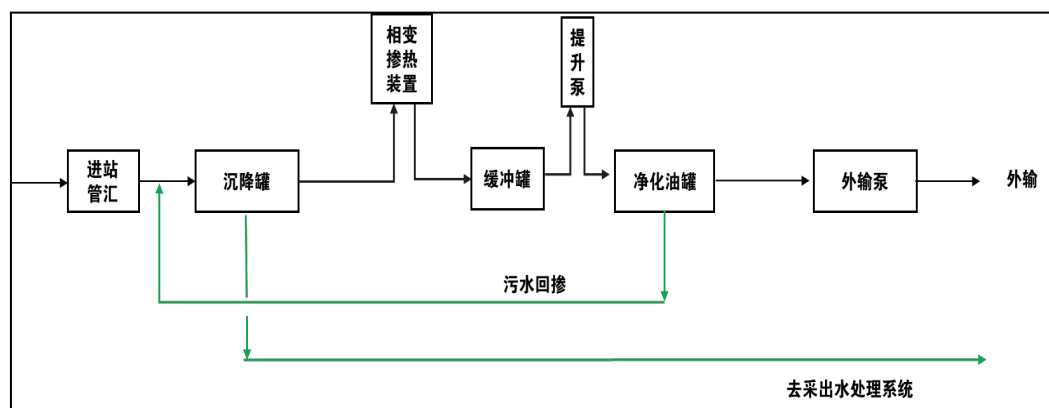 相变
掺热
装置
提
升
泵
进站
管汇
沉降罐
缓冲罐
净化油罐
外输泵
外输
污水回掺
去采出水处理系统